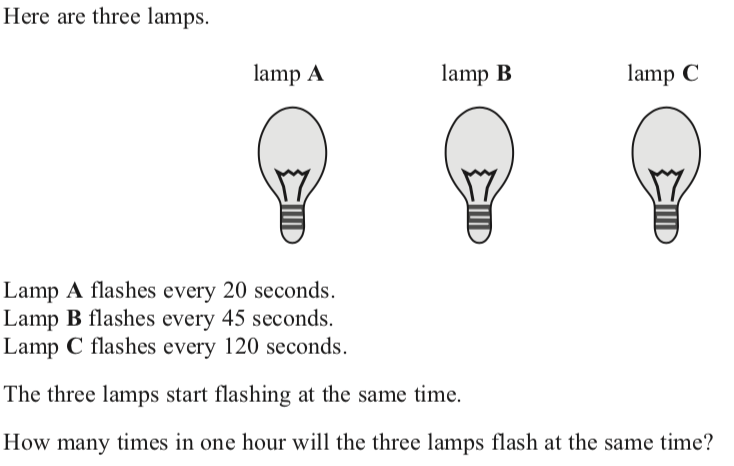 Here are three lamps.
lamp A lamp B lamp C
Lamp A flashes every 20 seconds.
Lamp B flashes every 45 seconds.
Lamp C flashes every 120 seconds.
The three lamps start flashing at the same time.
How many times in one hour will the three lamps flash at the same time?